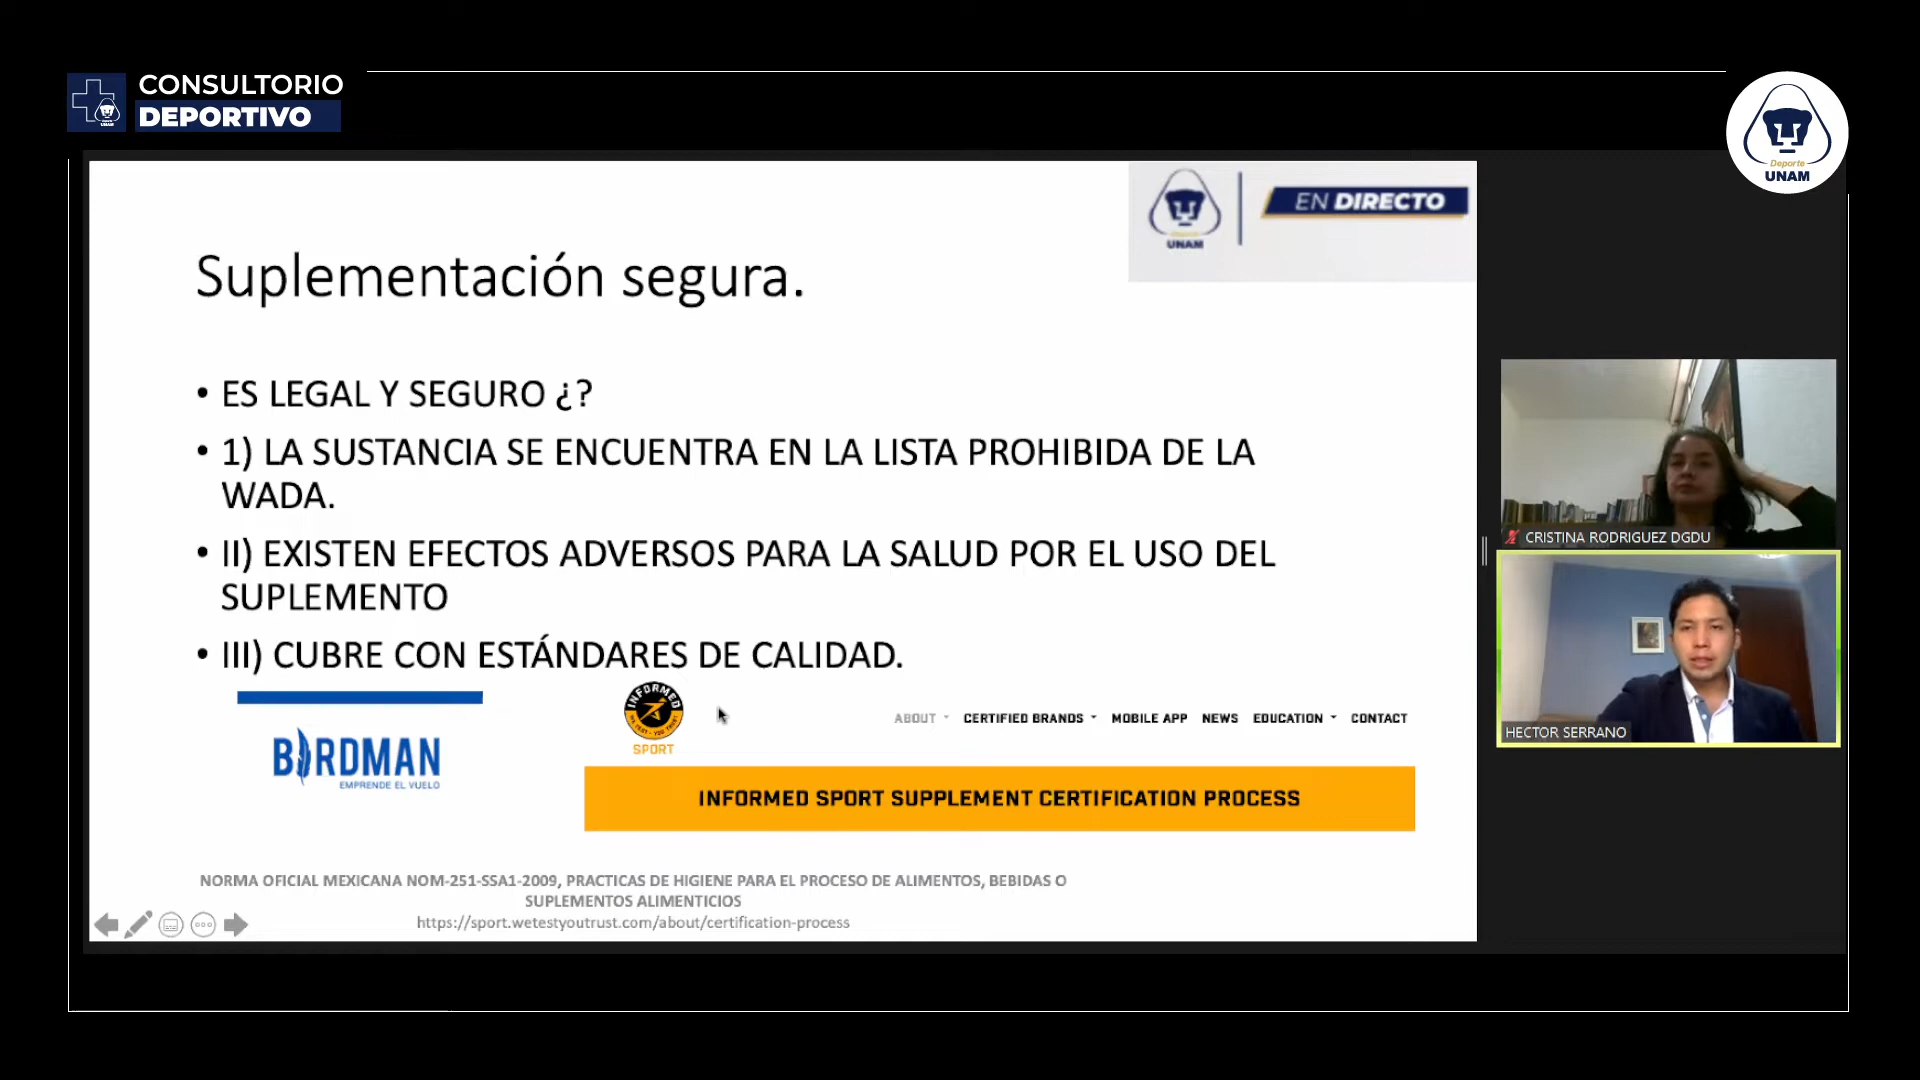 CONSULTORIO
DEPORTIVO
Deporte
UNAM
UNAM
EN DIRECTO
Suplementación segura.
• ES LEGAL Y SEGURO ¿?
• 1) LA SUSTANCIA SE ENCUENTRA EN LA LISTA PROHIBIDA DE LA
WADA.
• II) EXISTEN EFECTOS ADVERSOS PARA LA SALUD POR EL USO DEL
SUPLEMENTO
• III) CUBRE CON ESTÁNDARES DE CALIDAD.
BIRDMAN
EMPRENDE EL VUELO
INFORMED
WE TEST • YOU TRUST
SPORT
ABOUT CERTIFIED BRANDS MOBILE APP NEWS EDUCATION CONTACT
INFORMED SPORT SUPPLEMENT CERTIFICATION PROCESS
NORMA OFICIAL MEXICANA NOM-251-SSA1-2009, PRACTICAS DE HIGIENE PARA EL PROCESO DE ALIMENTOS, BEBIDAS O
SUPLEMENTOS ALIMENTICIOS
https://sport.wetestyoutrust.com/about/certification-process
CRISTINA RODRIGUEZ DGDU
HECTOR SERRANO